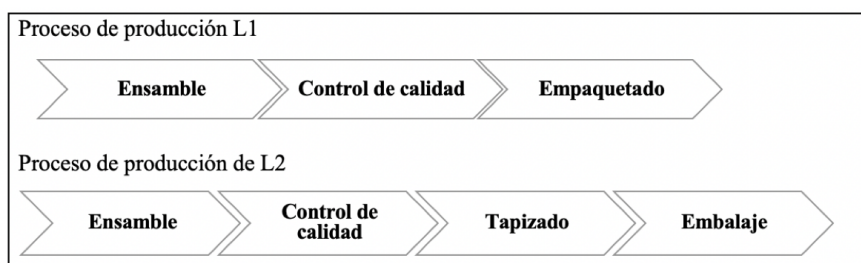 Proceso de producción L1
Ensamble
Control de calidad
Empaquetado
Proceso de producción de L2
Ensamble
Control de
calidad
Tapizado
Embalaje